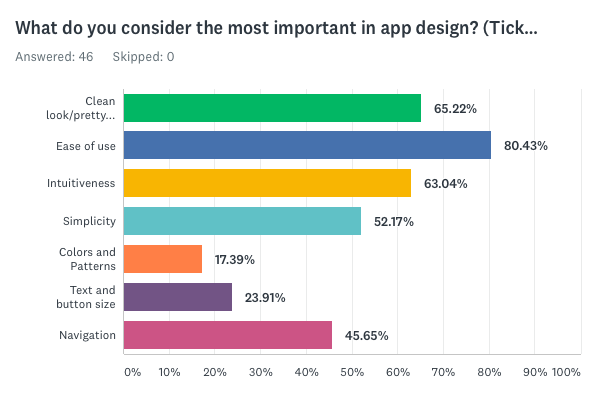 What do you consider the most important in app design? (Tick...
Answered: 46 Skipped: 0
Clean
look/pretty...
65.22%
Ease of use
80.43%
Intuitiveness
63.04%
Simplicity
52.17%
Colors and
Patterns
17.39%
Text and
button size
23.91%
Navigation
45.65%
0% 10% 20% 30% 40% 50% 60% 70% 80% 90% 100%